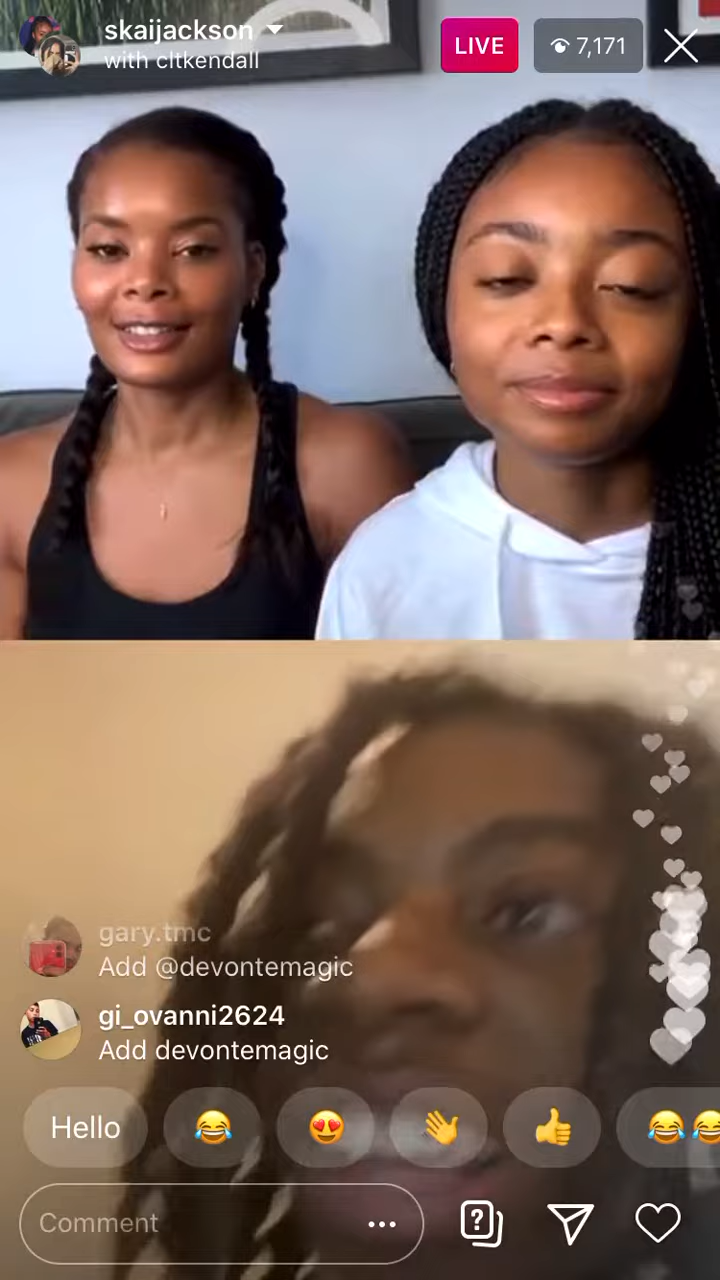 skaijackson
with cltkendall
LIVE
7,171
gary.tmc
Add @devontemagic
gi_ovanni2624
Add devontemagic
Hello
Comment